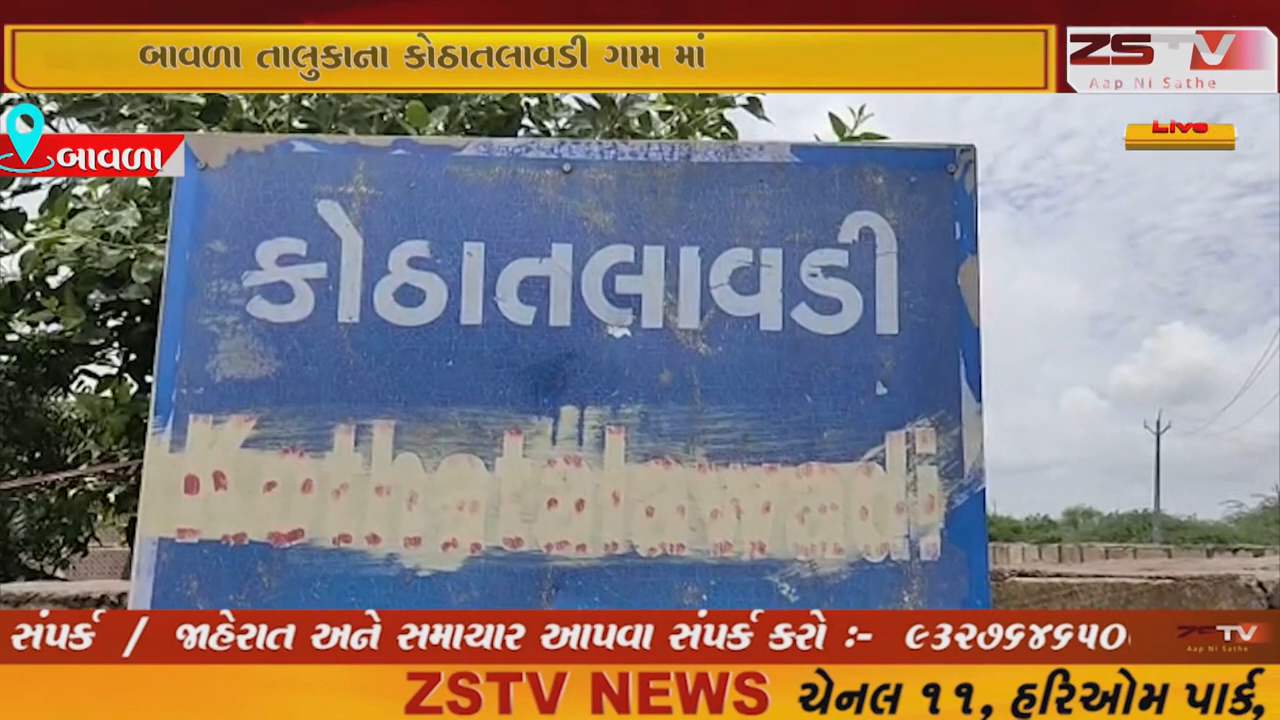 બાવળા તાલુકાના કોઠાતલાવડી ગામ માં
ZSTV
Aap Ni Sathe
Live
બાવળા
કોઠાતલાવડી
Kothatalawadi
સંપર્ક / જાહેરાત અને સમાચાર આપવા સંપર્ક કરો :- ૯૩૨૭૬૪૬૫૦
ZSTV
Aap Ni Sathe
ZSTV NEWS ચેનલ ૧૧, હરિઓમ પાર્ક,